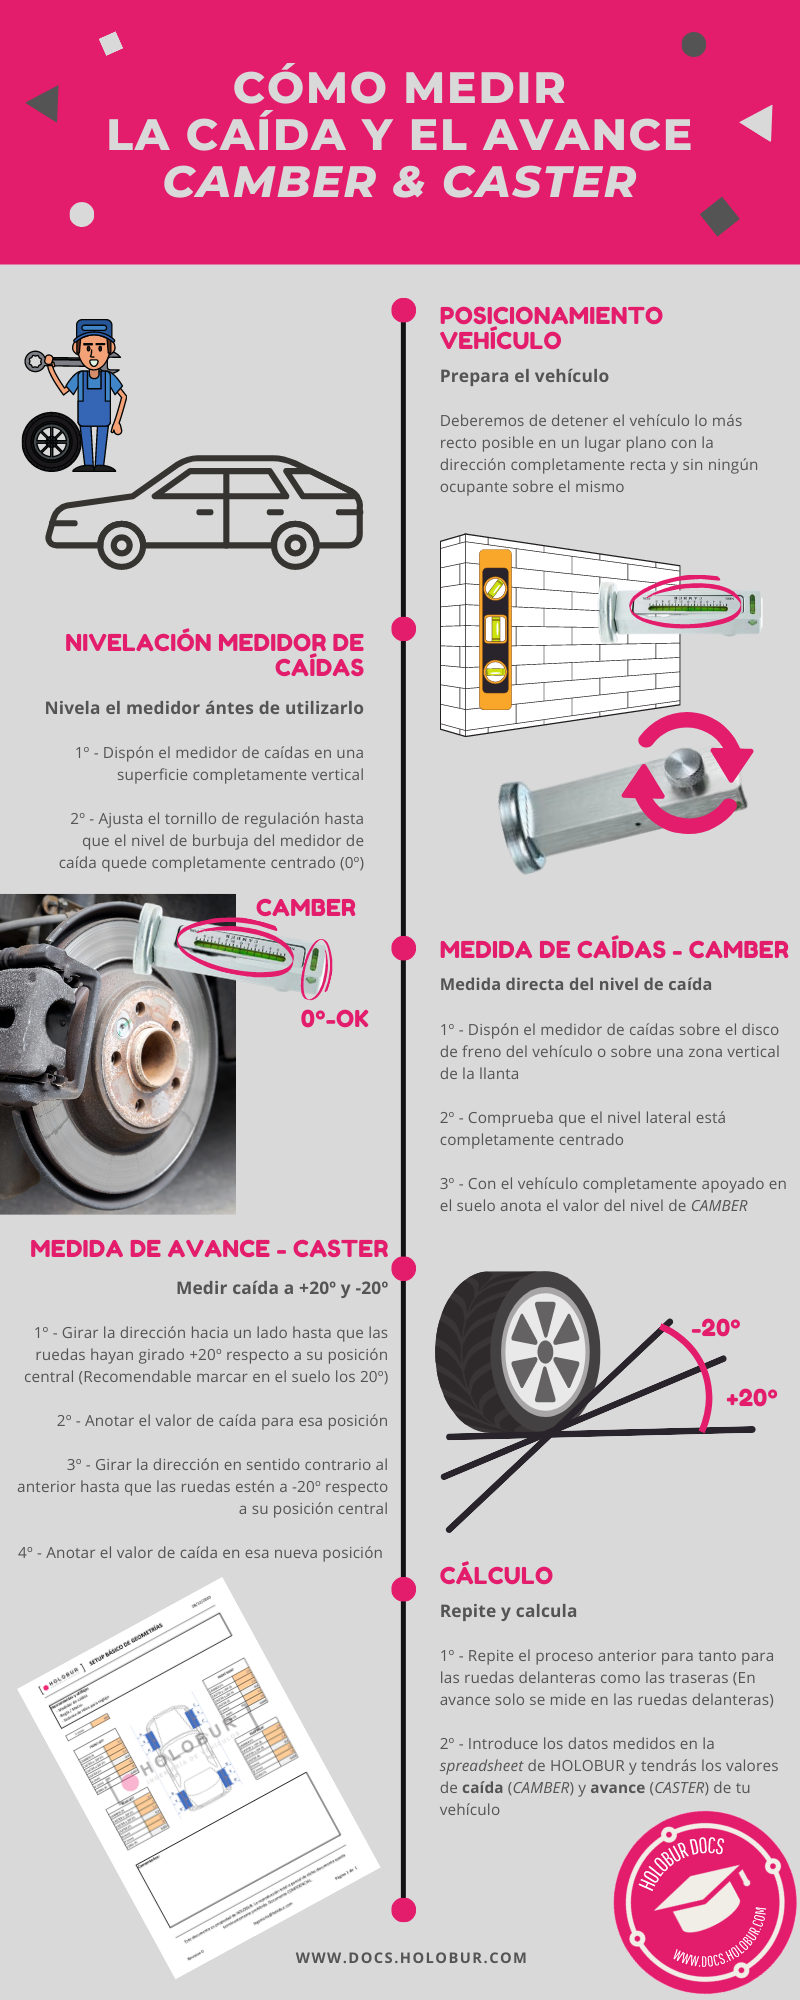 CÓMO MEDIR
LA CAÍDA Y EL AVANCE
CAMBER & CASTER
POSICIONAMIENTO
VEHÍCULO
Prepara el vehículo
Deberemos de detener el vehículo lo más
recto posible en un lugar plano con la
dirección completamente recta y sin ningún
ocupante sobre el mismo
NIVELACIÓN MEDIDOR DE
CAÍDAS
Nivela el medidor ántes de utilizarlo
1º - Dispón el medidor de caídas en una
superficie completamente vertical
2º - Ajusta el tornillo de regulación hasta
que el nivel de burbuja del medidor de
caída quede completamente centrado (0º)
CAMBER
CAMBER
CAMBER
0º-OK
MEDIDA DE CAÍDAS - CAMBER
Medida directa del nivel de caída
1º - Dispón el medidor de caídas sobre el disco
de freno del vehículo o sobre una zona vertical
de la llanta
2º - Comprueba que el nivel lateral está
completamente centrado
3º - Con el vehículo completamente apoyado en
el suelo anota el valor del nivel de CAMBER
MEDIDA DE AVANCE - CASTER
Medir caída a +20º y -20º
1º - Girar la dirección hacia un lado hasta que las
ruedas hayan girado +20º respecto a su posición
central (Recomendable marcar en el suelo los 20º)
2º - Anotar el valor de caída para esa posición
3º - Girar la dirección en sentido contrario al
anterior hasta que las ruedas estén a -20º respecto
a su posición central
4º - Anotar el valor de caída en esa nueva posición
-20º
+20º
CÁLCULO
Repite y calcula
1º - Repite el proceso anterior para tanto para
las ruedas delanteras como las traseras (En
avance solo se mide en las ruedas delanteras)
2º - Introduce los datos medidos en la
spreadsheet de HOLOBUR y tendrás los valores
de caída (CAMBER) y avance (CASTER) de tu
vehículo
[HOLOBUR]
SETUP BÁSICO DE GEOMETRÍAS
HOLOBUR
Comentarios:
Página 1 de 1
HOLOBUR DOCS
WWW.DOCS.HOLOBUR.COM
WWW.DOCS.HOLOBUR.COM